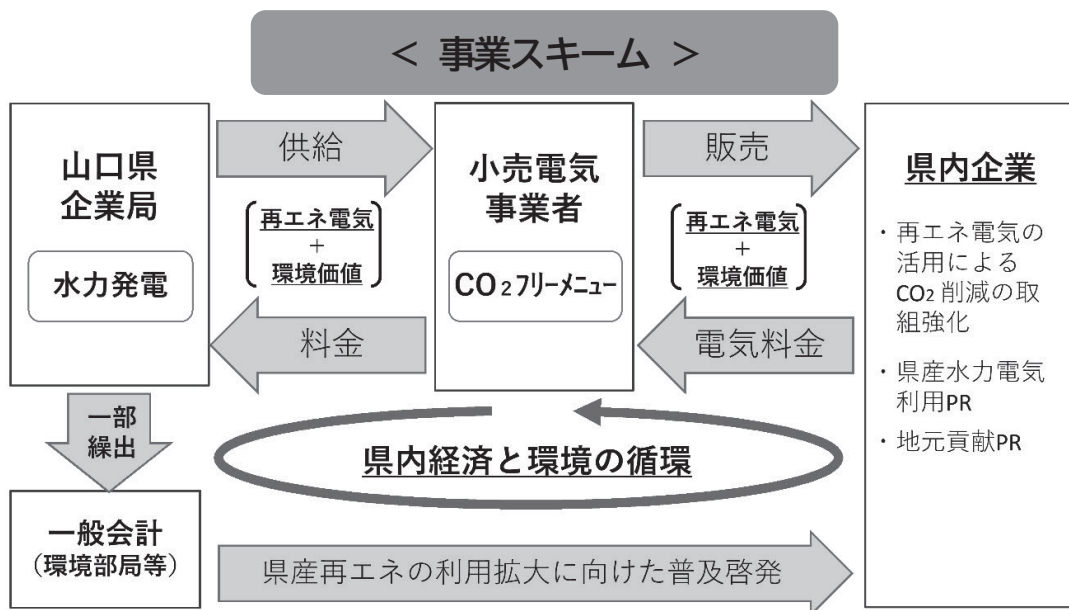 ＜ 事業スキーム ＞
山口県
企業局
水力発電
供給
再エネ電気
+
環境価値
料金
小売電気
事業者
CO₂フリーメニュー
販売
再エネ電気
+
環境価値
電気料金
県内企業
・再エネ電気の
活用による
CO₂ 削減の取
組強化
・県産水力電気
利用PR
・地元貢献PR
一部
繰出
県内経済と環境の循環
一般会計
（環境部局等）
県産再エネの利用拡大に向けた普及啓発